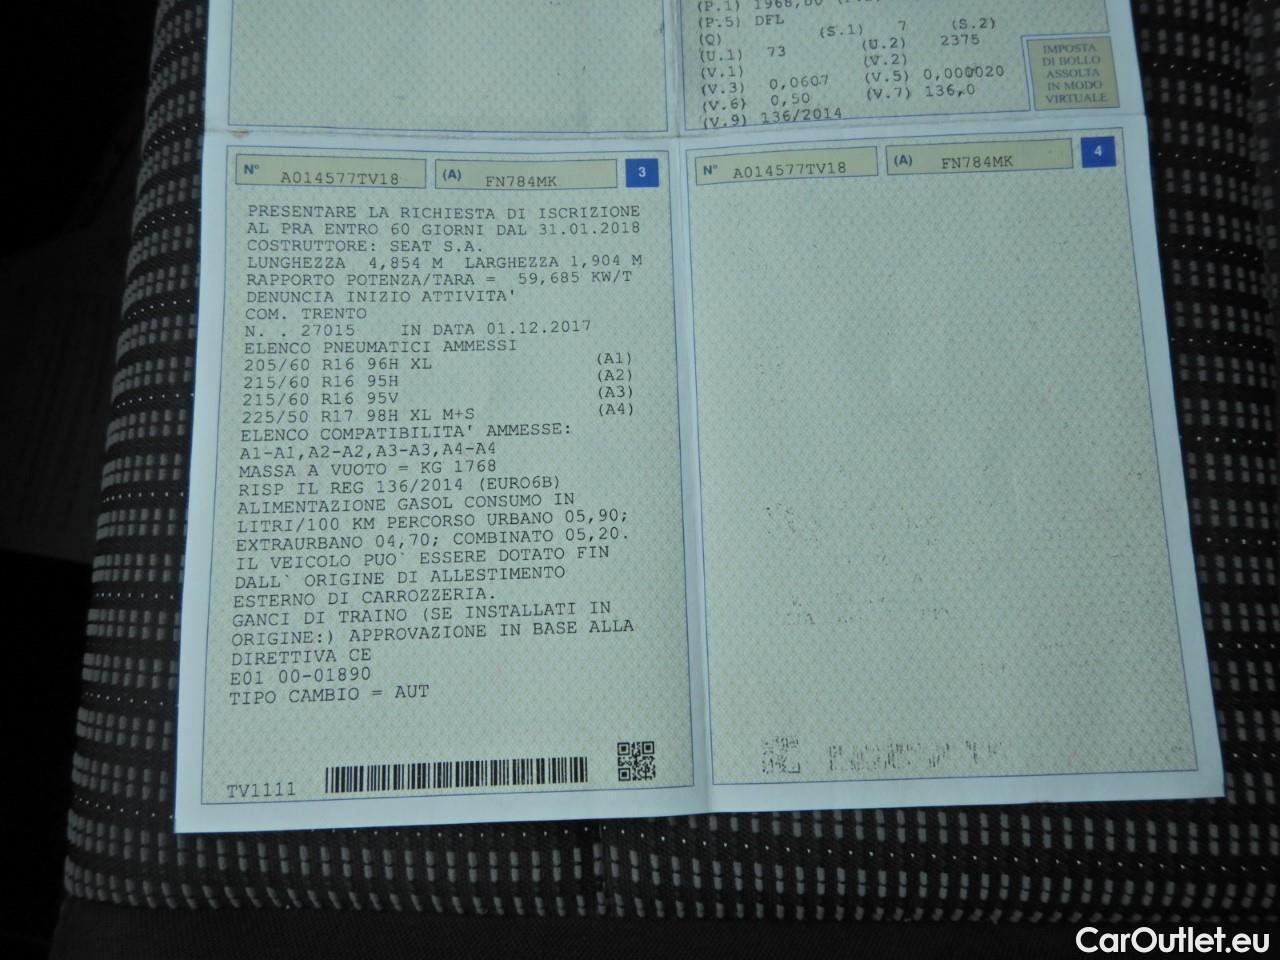 (P.1) 1968,00
(P.5) DFL
(Q) (S.1) 7 (S.2)
(U.1) 73 (U.2) 2375
(V.1) (V.2)
(V.3) 0,0607 (V.5) 0,000020
(V.6) 0,50 (V.7) 136,0
(V.9) 136/2014
IMPOSTA
DI BOLLO
ASSOLTA
IN MODO
VIRTUALE
N° A014577TV18 (A) FN784MK 3
PRESENTARE LA RICHIESTA DI ISCRIZIONE
AL PRA ENTRO 60 GIORNI DAL 31.01.2018
COSTRUTTORE: SEAT S.A.
LUNGHEZZA 4,854 M LARGHEZZA 1,904 M
RAPPORTO POTENZA/TARA = 59,685 KW/T
DENUNCIA INIZIO ATTIVITA'
COM. TRENTO
N. . 27015 IN DATA 01.12.2017
ELENCO PNEUMATICI AMMESSI
205/60 R16 96H XL (A1)
215/60 R16 95H (A2)
215/60 R16 95V (A3)
225/50 R17 98H XL M+S (A4)
ELENCO COMPATIBILITA' AMMESSE:
A1-A1,A2-A2,A3-A3,A4-A4
MASSA A VUOTO = KG 1768
RISP IL REG 136/2014 (EURO6B)
ALIMENTAZIONE GASOL CONSUMO IN
LITRI/100 KM PERCORSO URBANO 05,90;
EXTRAURBANO 04,70; COMBINATO 05,20.
IL VEICOLO PUO` ESSERE DOTATO FIN
DALL` ORIGINE DI ALLESTIMENTO
ESTERNO DI CARROZZERIA.
GANCI DI TRAINO (SE INSTALLATI IN
ORIGINE:) APPROVAZIONE IN BASE ALLA
DIRETTIVA CE
E01 00-01890
TIPO CAMBIO = AUT
TV1111
N° A014577TV18 (A) FN784MK 4
CarOutlet.eu